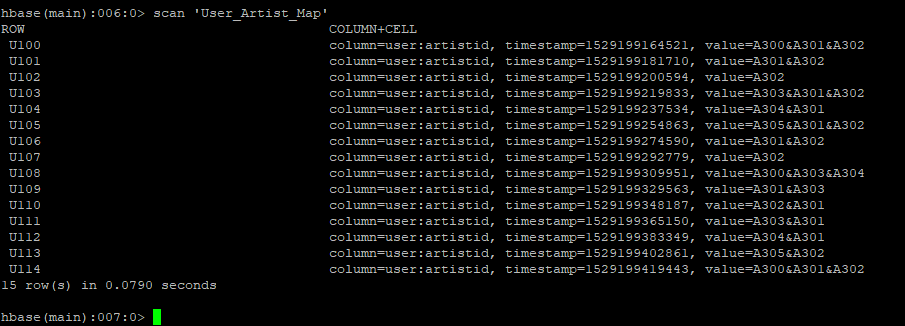 hbase(main):006:0> scan 'User_Artist_Map'
ROW COLUMN+CELL
U100 column=user:artistid, timestamp=1529199164521, value=A300&A301&A302
U101 column=user:artistid, timestamp=1529199181710, value=A301&A302
U102 column=user:artistid, timestamp=1529199200594, value=A302
U103 column=user:artistid, timestamp=1529199219833, value=A303&A301&A302
U104 column=user:artistid, timestamp=1529199237534, value=A304&A301
U105 column=user:artistid, timestamp=1529199254863, value=A305&A301&A302
U106 column=user:artistid, timestamp=1529199274590, value=A301&A302
U107 column=user:artistid, timestamp=1529199292779, value=A302
U108 column=user:artistid, timestamp=1529199309951, value=A300&A303&A304
U109 column=user:artistid, timestamp=1529199329563, value=A301&A303
U110 column=user:artistid, timestamp=1529199348187, value=A302&A301
U111 column=user:artistid, timestamp=1529199365150, value=A303&A301
U112 column=user:artistid, timestamp=1529199383349, value=A304&A301
U113 column=user:artistid, timestamp=1529199402861, value=A305&A302
U114 column=user:artistid, timestamp=1529199419443, value=A300&A301&A302
15 row(s) in 0.0790 seconds
hbase(main):007:0>